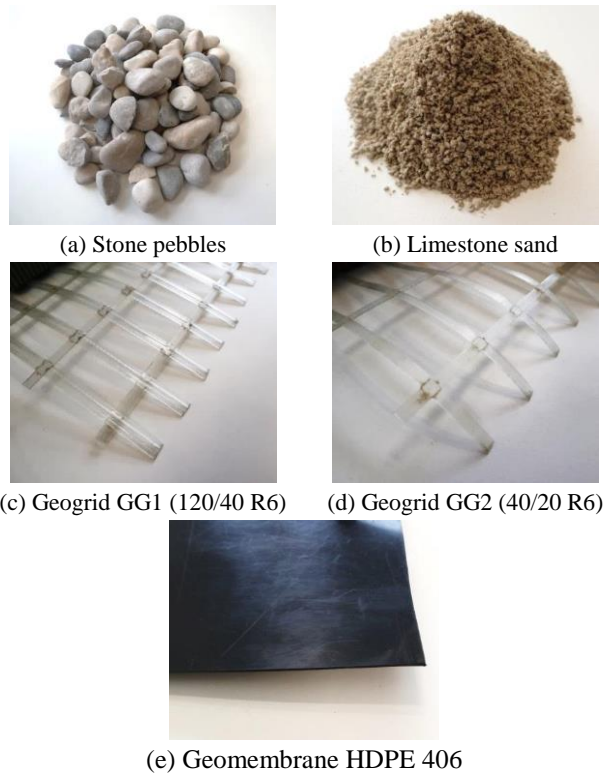 (a) Stone pebbles
(b) Limestone sand
(c) Geogrid GG1 (120/40 R6)
(d) Geogrid GG2 (40/20 R6)
(e) Geomembrane HDPE 406